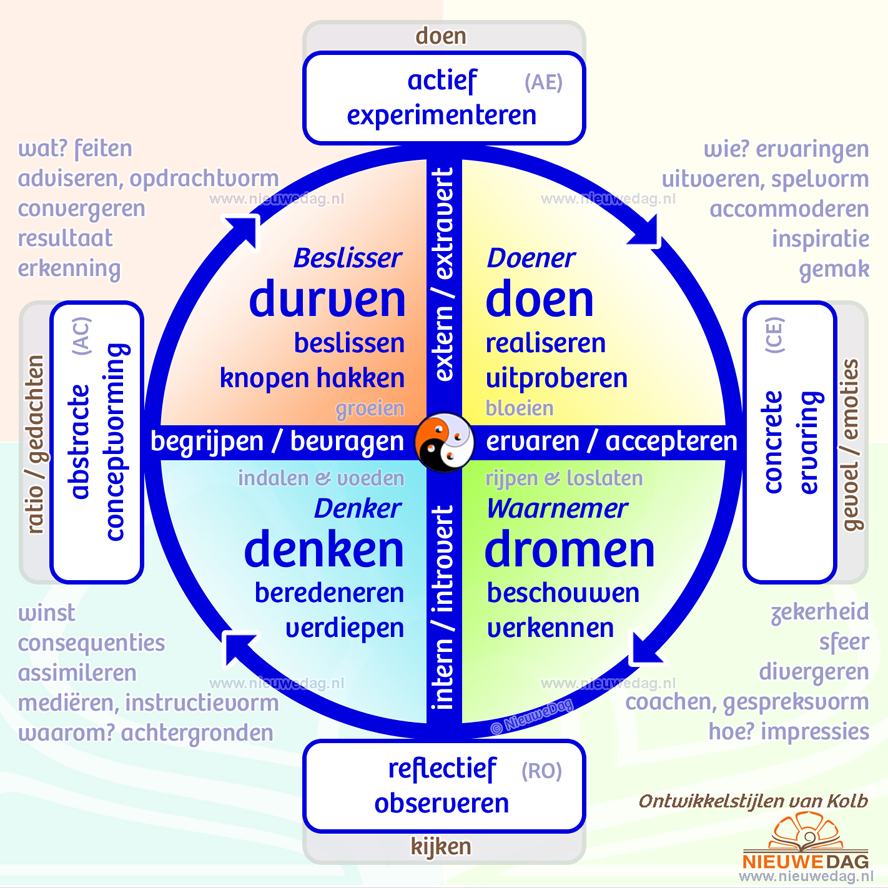 doen
actief (AE)
experimenteren
wat? feiten
adviseren, opdrachtvorm
convergeren
resultaat
erkenning
wie? ervaringen
uitvoeren, spelvorm
accommoderen
inspiratie
gemak
www.nieuwedag.nl
www.nieuwedag.nl
extern / extravert
Beslisser
durven
beslissen
knopen hakken
groeien
Doener
doen
realiseren
uitproberen
bloeien
ratio / gedachten
abstracte (AC)
conceptvorming
begrijpen / bevragen
ervaren / accepteren
concrete (CE)
ervaring
gevoel / emoties
indalen & voeden
Denker
denken
beredeneren
verdiepen
rijpen & loslaten
Waarnemer
dromen
beschouwen
verkennen
intern / introvert
www.nieuwedag.nl
www.nieuwedag.nl
© NieuweDag
winst
consequenties
assimileren
mediëren, instructievorm
waarom? achtergronden
zekerheid
sfeer
divergeren
coachen, gespreksvorm
hoe? impressies
reflectief (RO)
observeren
kijken
Ontwikkelstijlen van Kolb
NIEUWEDAG
www.nieuwedag.nl